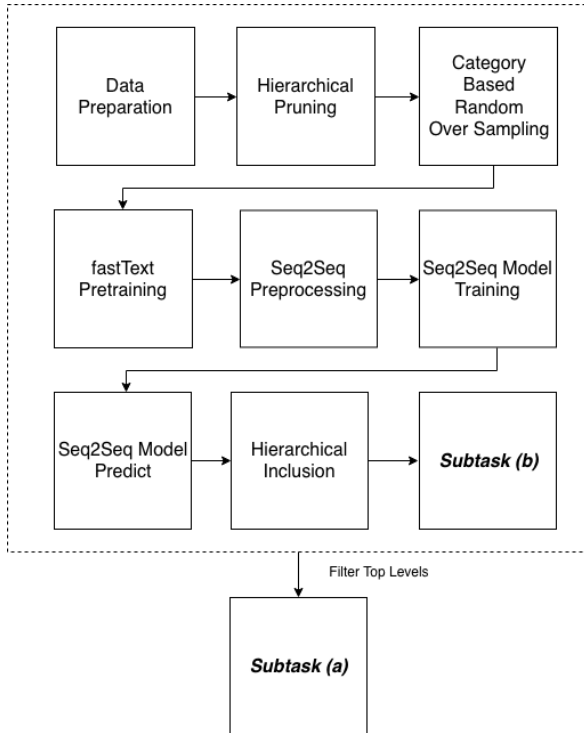 Data
Preparation
Hierarchical
Pruning
Category
Based
Random
Over Sampling
fastText
Pretraining
Seq2Seq
Preprocessing
Seq2Seq Model
Training
Seq2Seq Model
Predict
Hierarchical
Inclusion
Subtask (b)
Filter Top Levels
Subtask (a)